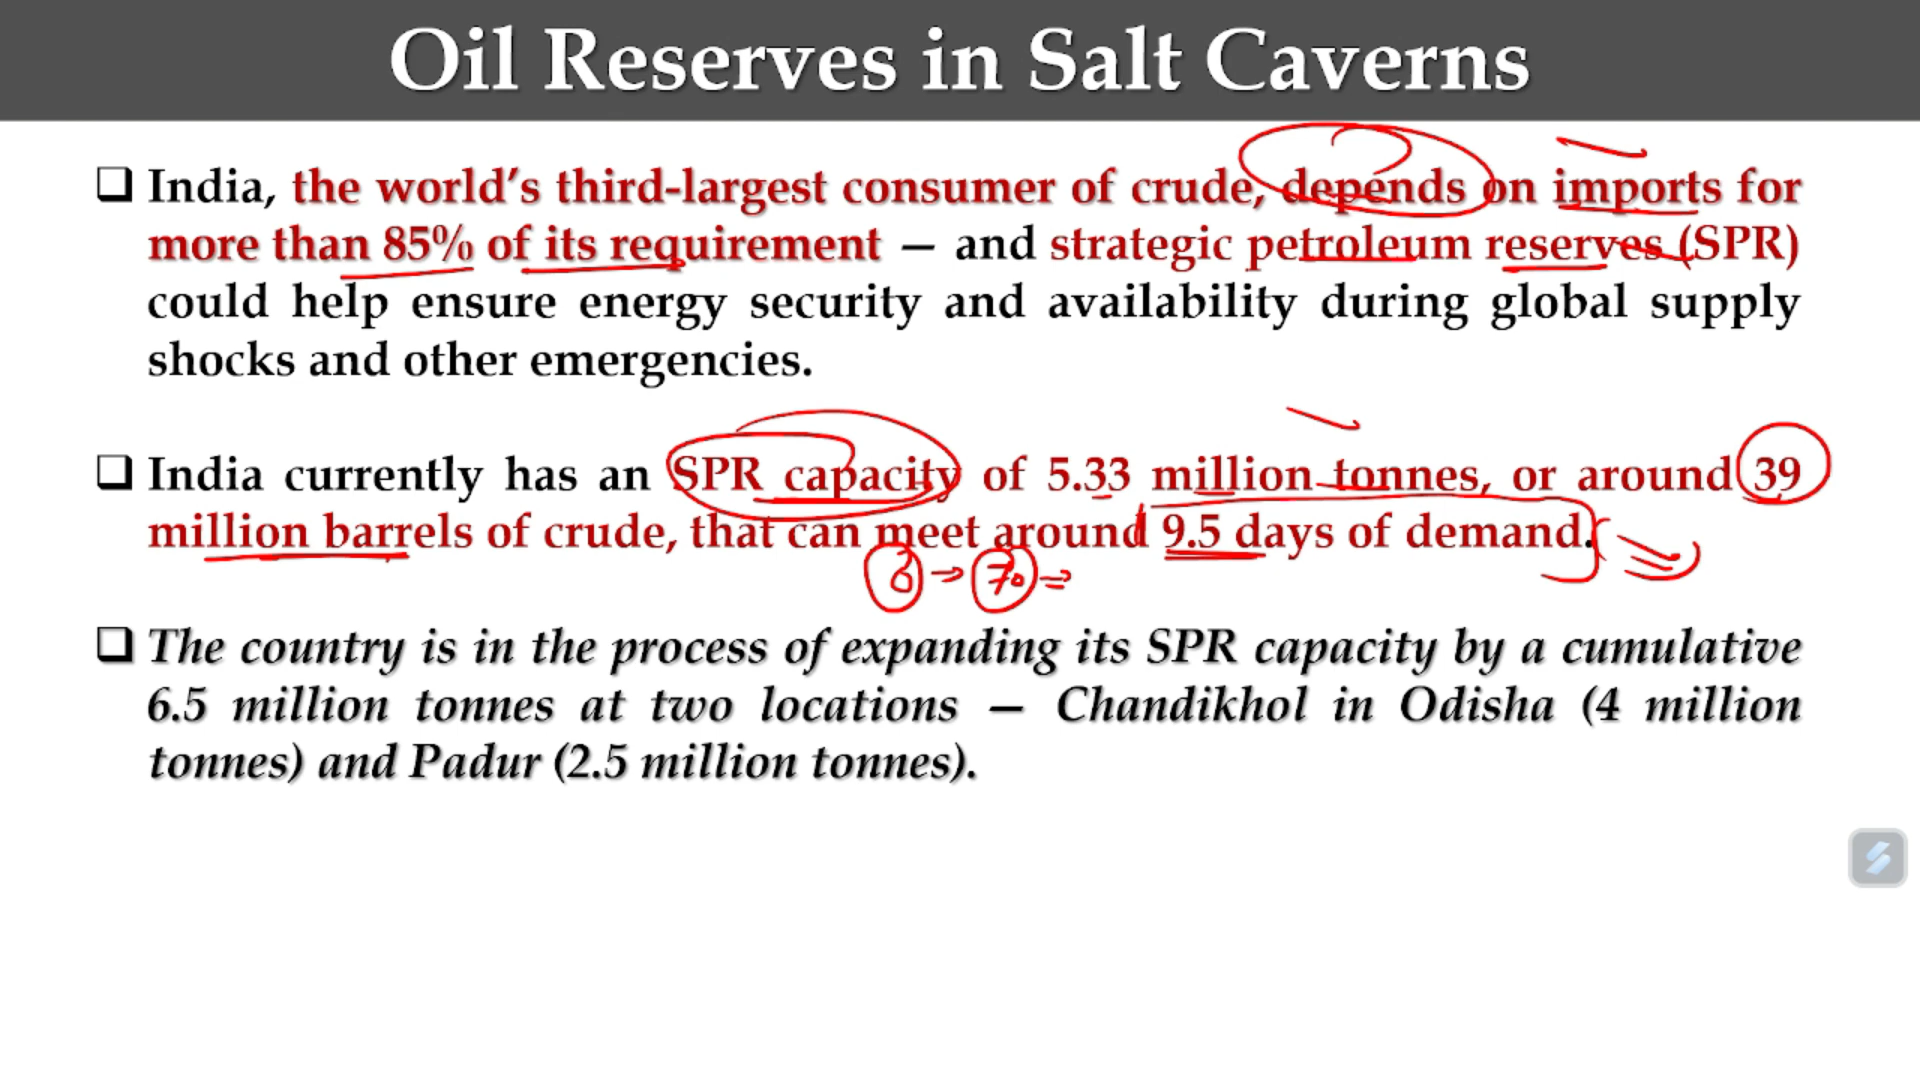 Oil Reserves in Salt Caverns
❑ India, the world's third-largest consumer of crude, depends on imports for
more than 85% of its requirement — and strategic petroleum reserves (SPR)
could help ensure energy security and availability during global supply
shocks and other emergencies.
❑ India currently has an SPR capacity of 5.33 million tonnes, or around 39
million barrels of crude, that can meet around 9.5 days of demand.
❑ The country is in the process of expanding its SPR capacity by a cumulative
6.5 million tonnes at two locations — Chandikhol in Odisha (4 million
tonnes) and Padur (2.5 million tonnes).